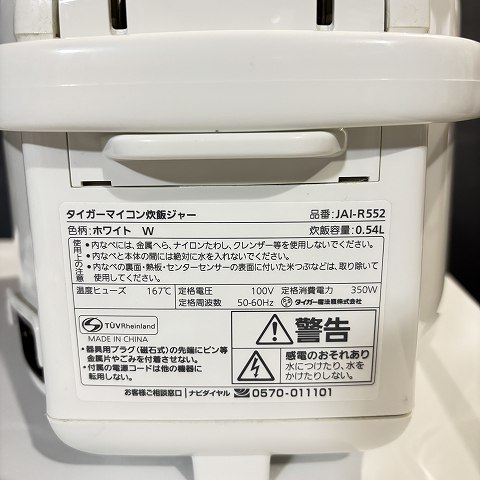 タイガーマイコン炊飯ジャー 品番:JAI-R552
色柄:ホワイト W 炊飯容量:0.54L
使用上の注意
・内なべには、金属へら、ナイロンたわし、クレンザー等を使用しないでください。
・内なべと本体の間には絶対に水を入れないでください。
・内なべの裏面・熱板・センターセンサーの表面に付いた米つぶなどは、取り除いて使用してください。
温度ヒューズ 167℃ 定格電圧 100V 定格消費電力 350W
定格周波数 50-60Hz タイガー魔法瓶株式会社
TÜVRheinland
MADE IN CHINA
・器具用プラグ(磁石式)の先端にピン等
金属片やごみを付着させない。
・付属の電源コードは他の機器に
転用しない。
警告
感電のおそれあり
水につけたり、水を
かけたりしない。
お客様ご相談窓口 ナビダイヤル 0570-011101